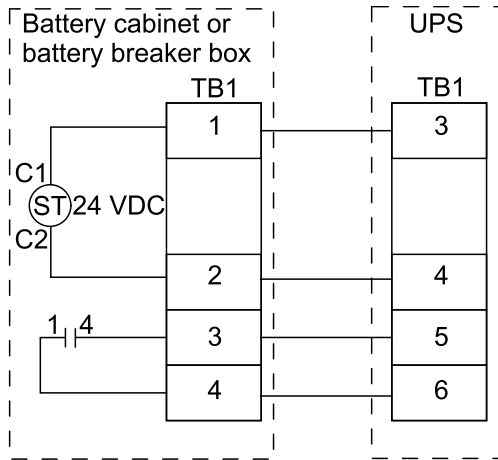 Battery cabinet or
battery breaker box
UPS
TB1
TB1
1
3
C1
ST
24 VDC
C2
2
4
1
4
3
5
4
6